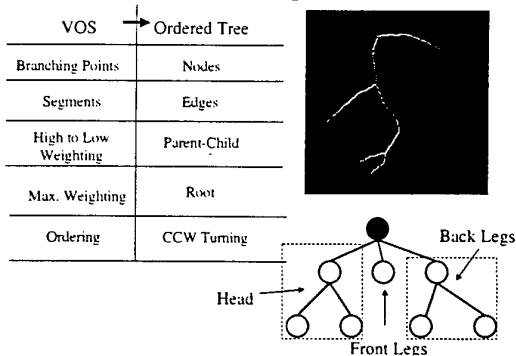 VOS → Ordered Tree
Branching Points Nodes
Segments Edges
High to Low Weighting Parent-Child
Max. Weighting Root
Ordering CCW Turning
Back Legs
Head
Front Legs